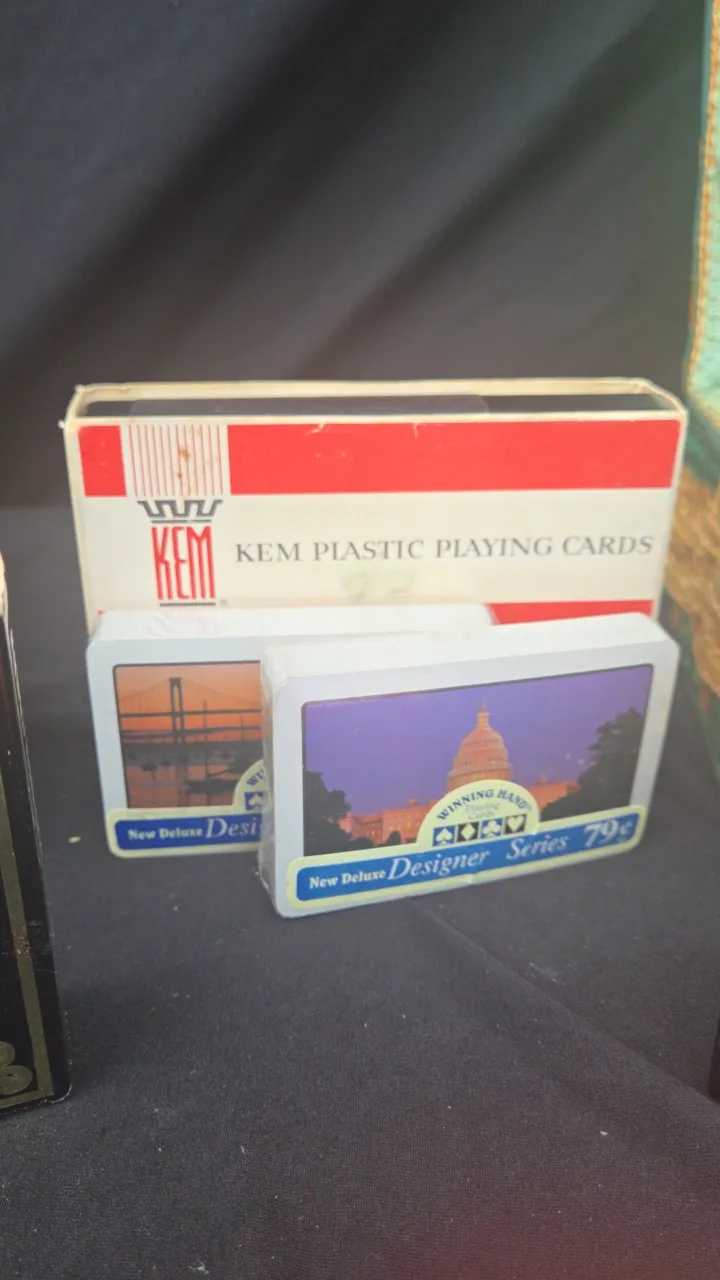 KEM
KEM PLASTIC PLAYING CARDS
New Deluxe Desi
WINNING HAND
Playing
Cards
New Deluxe Designer Series 79¢